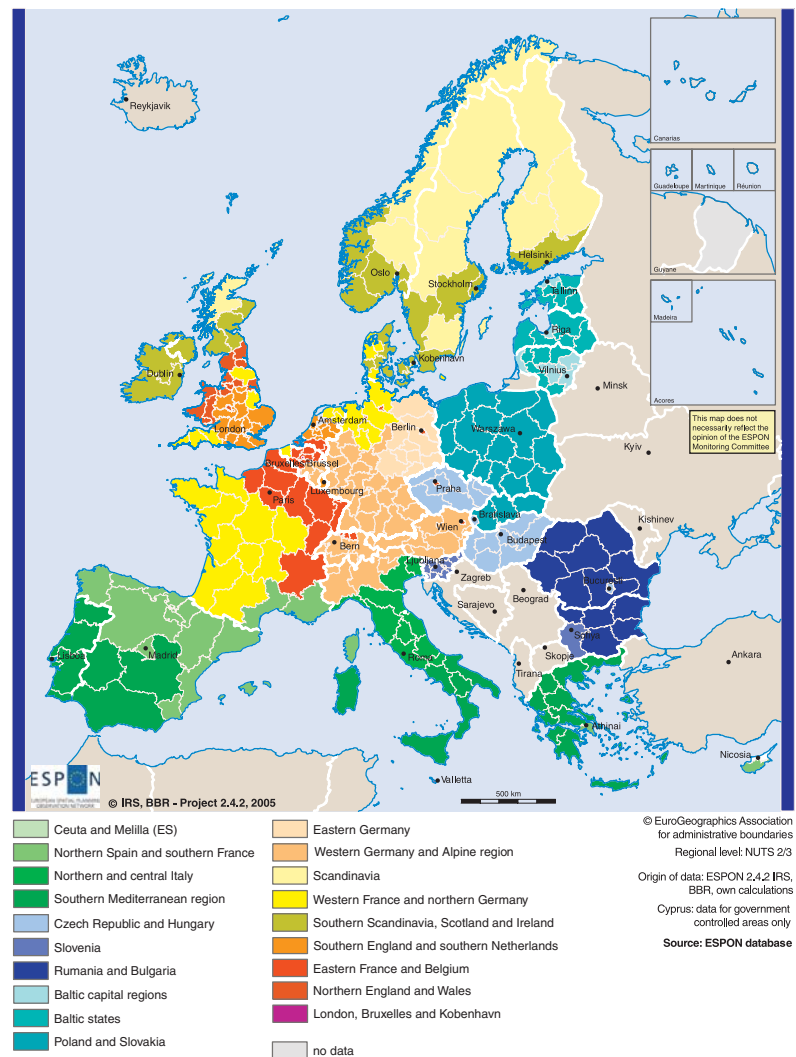 Reykjavik
Canarias
Guadeloupe
Martinique
Réunion
Guyane
Madeira
Acores
This map does not
necessarily reflect the
opinion of the ESPON
Monitoring Committee
Oslo
Helsinki
Stockholm
Tallinn
Riga
Kobenhavn
Vilnius
Minsk
Dublin
London
Amsterdam
Berlin
Warszawa
Kyiv
Bruxelles/Brussel
Luxembourg
Praha
Paris
Wien
Bratislava
Budapest
Kishinev
Bern
Ljubljana
Zagreb
Bucuresti
Beograd
Sarajevo
Sofiya
Skopje
Tirana
Ankara
Lisboa
Madrid
Roma
Athinai
Nicosia
Valletta
ESPON
EUROPEAN SPATIAL PLANNING
OBSERVATION NETWORK
© IRS, BBR - Project 2.4.2, 2005
500 km
Ceuta and Melilla (ES)
Northern Spain and southern France
Northern and central Italy
Southern Mediterranean region
Czech Republic and Hungary
Slovenia
Rumania and Bulgaria
Baltic capital regions
Baltic states
Poland and Slovakia
Eastern Germany
Western Germany and Alpine region
Scandinavia
Western France and northern Germany
Southern Scandinavia, Scotland and Ireland
Southern England and southern Netherlands
Eastern France and Belgium
Northern England and Wales
London, Bruxelles and Kobenhavn
no data
© EuroGeographics Association
for administrative boundaries
Regional level: NUTS 2/3
Origin of data: ESPON 2.4.2 IRS,
BBR, own calculations
Cyprus: data for government
controlled areas only
Source: ESPON database